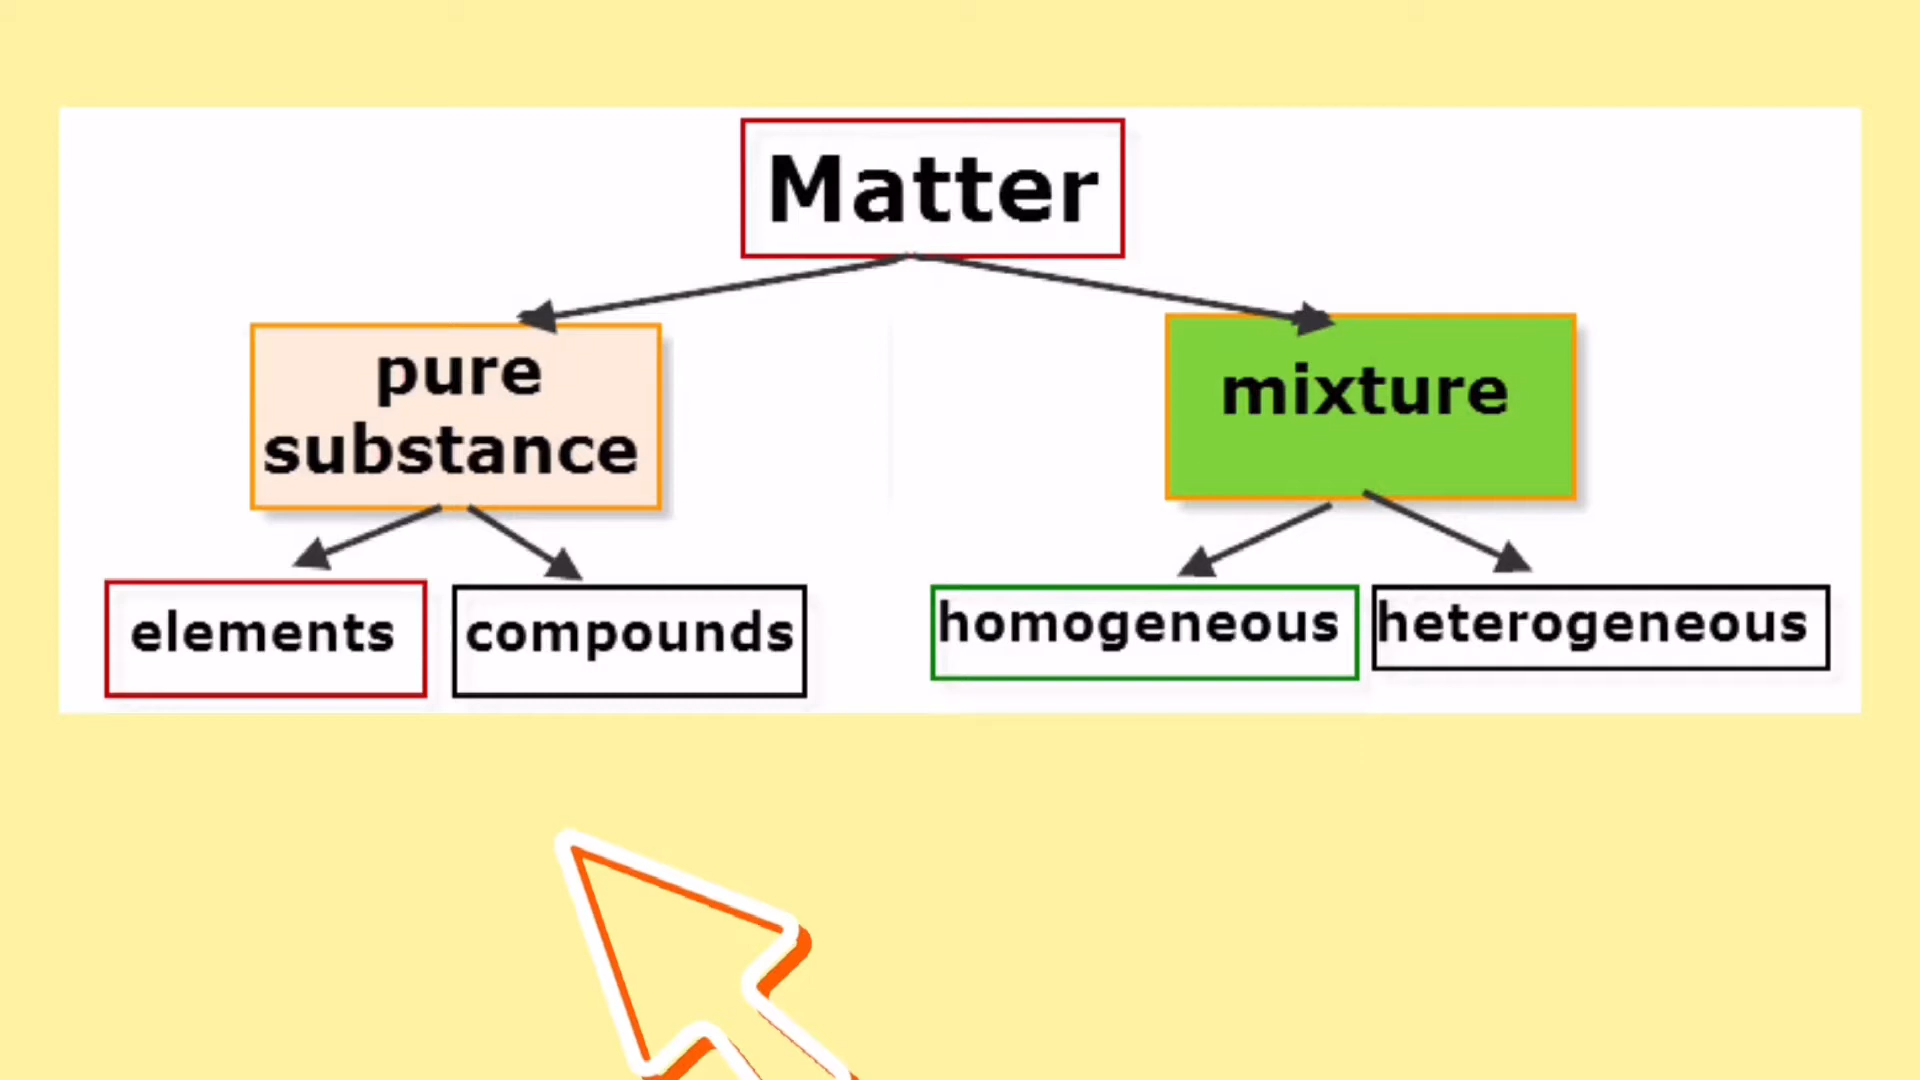 Matter
pure
substance
mixture
elements
compounds
homogeneous
heterogeneous